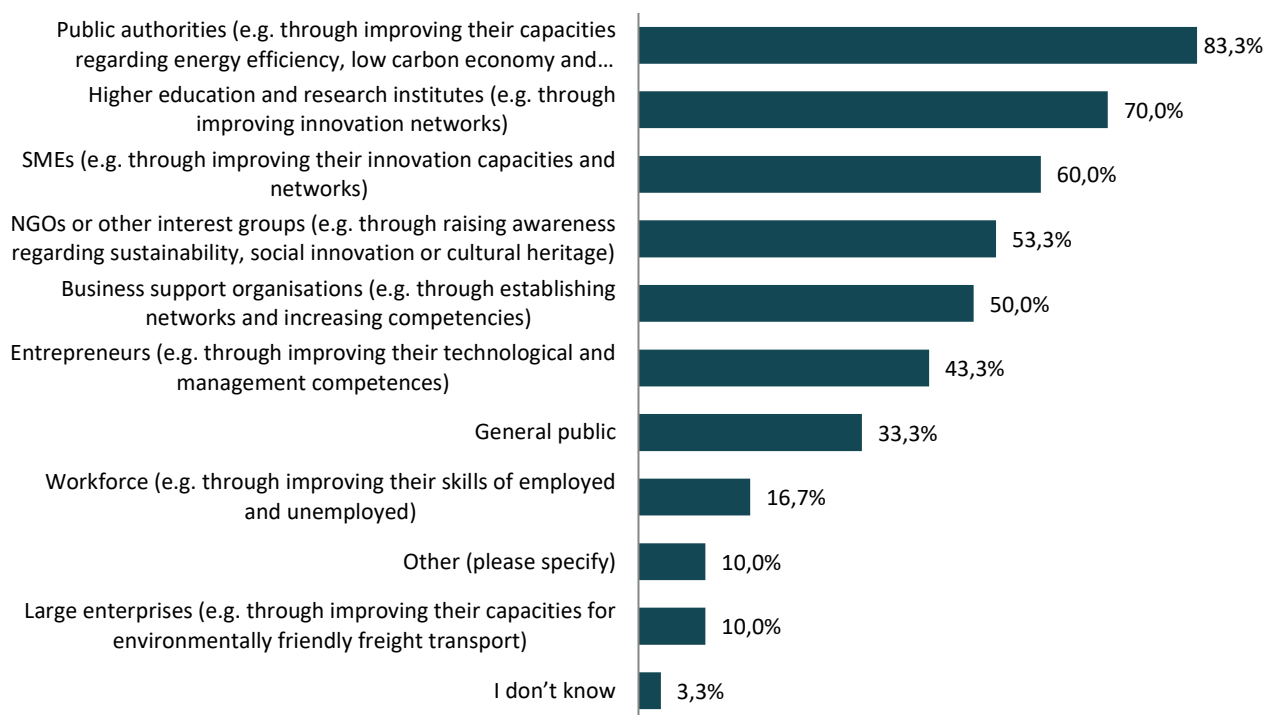 Public authorities (e.g. through improving their capacities
regarding energy efficiency, low carbon economy and…
83,3%
Higher education and research institutes (e.g. through
improving innovation networks)
70,0%
SMEs (e.g. through improving their innovation capacities and
networks)
60,0%
NGOs or other interest groups (e.g. through raising awareness
regarding sustainability, social innovation or cultural heritage)
53,3%
Business support organisations (e.g. through establishing
networks and increasing competencies)
50,0%
Entrepreneurs (e.g. through improving their technological and
management competences)
43,3%
General public
33,3%
Workforce (e.g. through improving their skills of employed
and unemployed)
16,7%
Other (please specify)
10,0%
Large enterprises (e.g. through improving their capacities for
environmentally friendly freight transport)
10,0%
I don’t know
3,3%